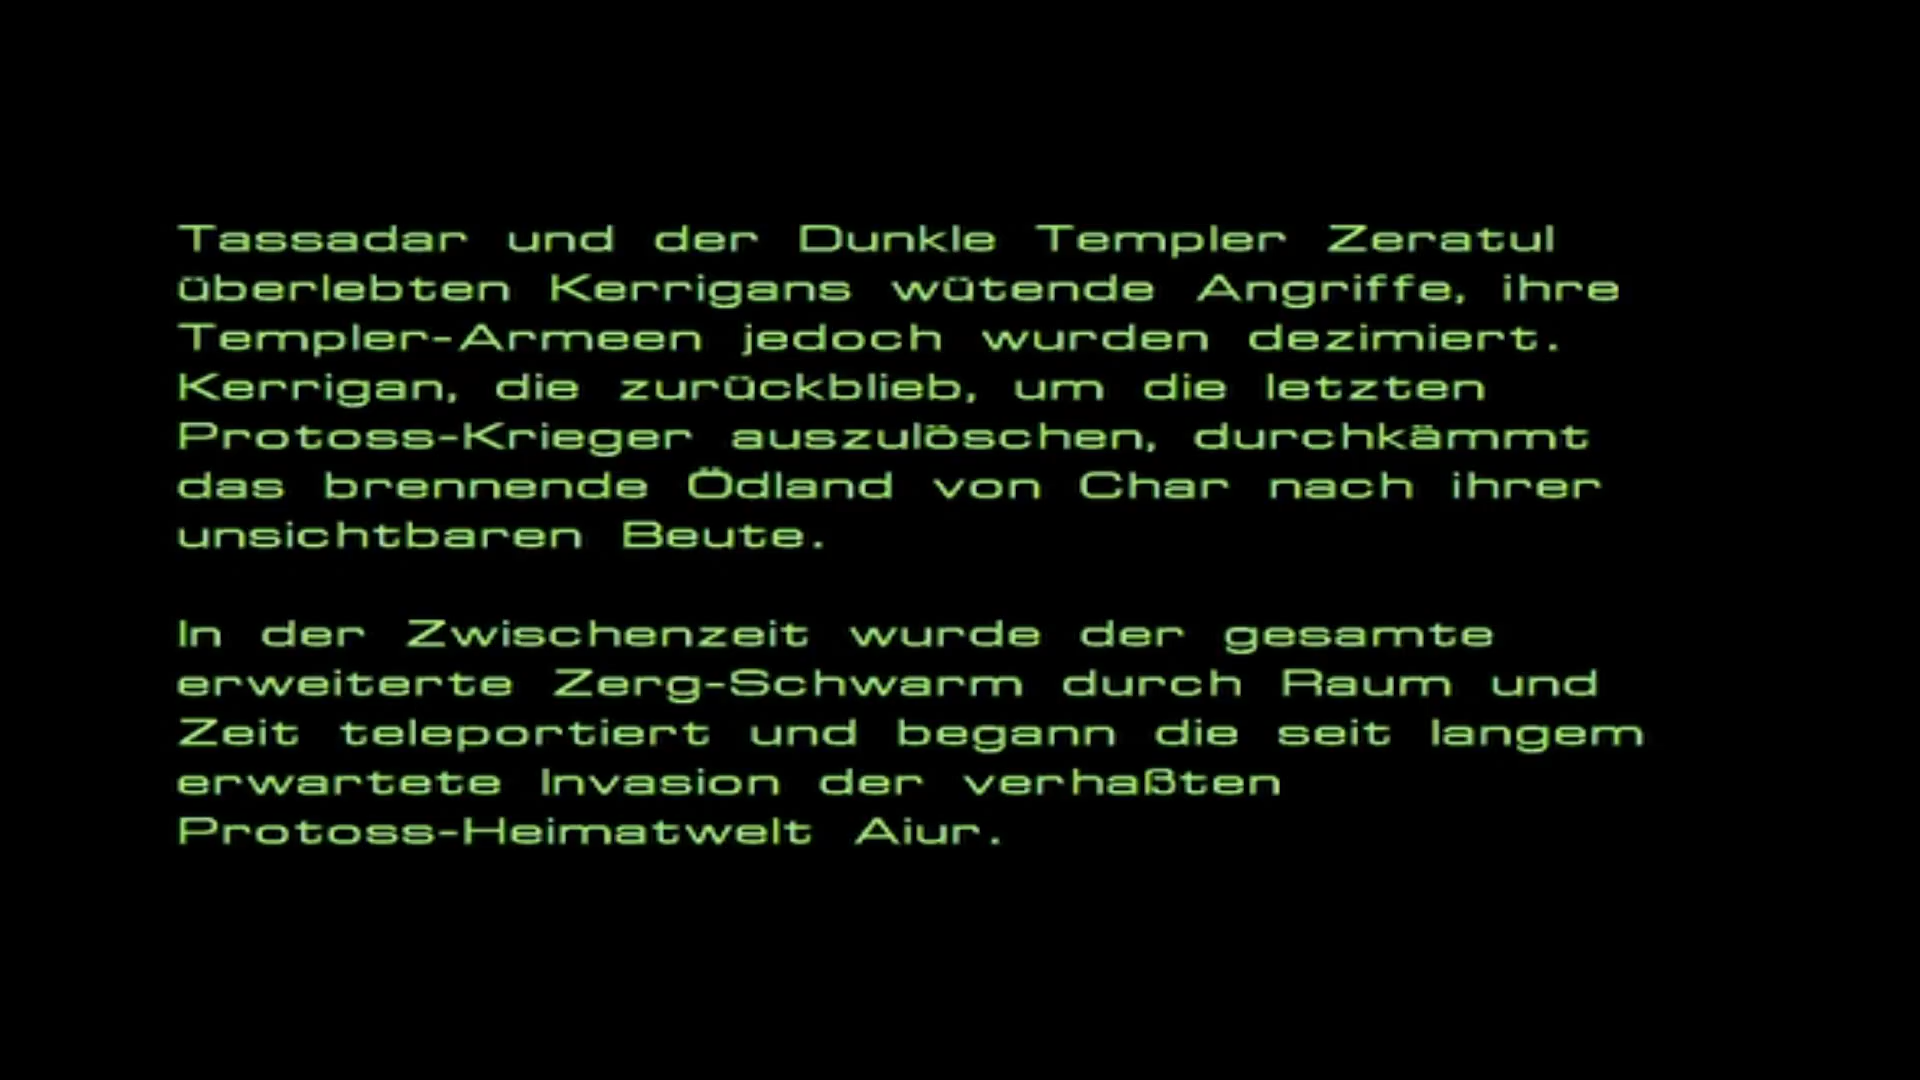 Tassadar und der Dunkle Templer Zeratul
überlebten Kerrigans wütende Angriffe, ihre
Templer-Armeen jedoch wurden dezimiert.
Kerrigan, die zurückblieb, um die letzten
Protoss-Krieger auszulöschen, durchkämmt
das brennende Ödland von Char nach ihrer
unsichtbaren Beute.
In der Zwischenzeit wurde der gesamte
erweiterte Zerg-Schwarm durch Raum und
Zeit teleportiert und begann die seit langem
erwartete Invasion der verhaßten
Protoss-Heimatwelt Aiur.